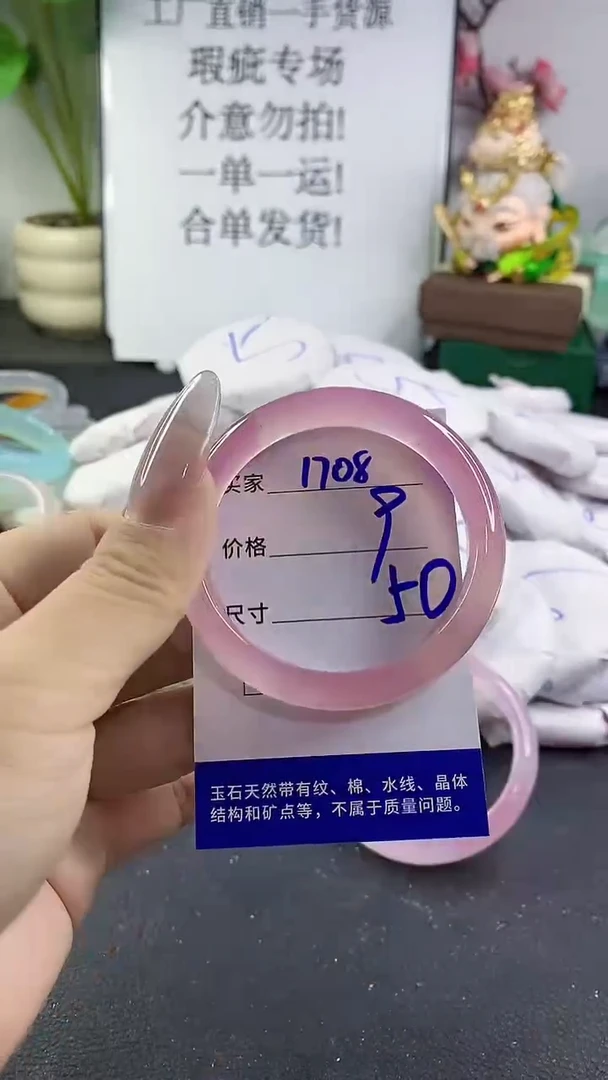 工厂直销一手货源
瑕疵专场
介意勿拍!
一单一运!
合单发货!
买家 1708
价格 9
尺寸 50
玉石天然带有纹、棉、水线、晶体
结构和矿点等，不属于质量问题。